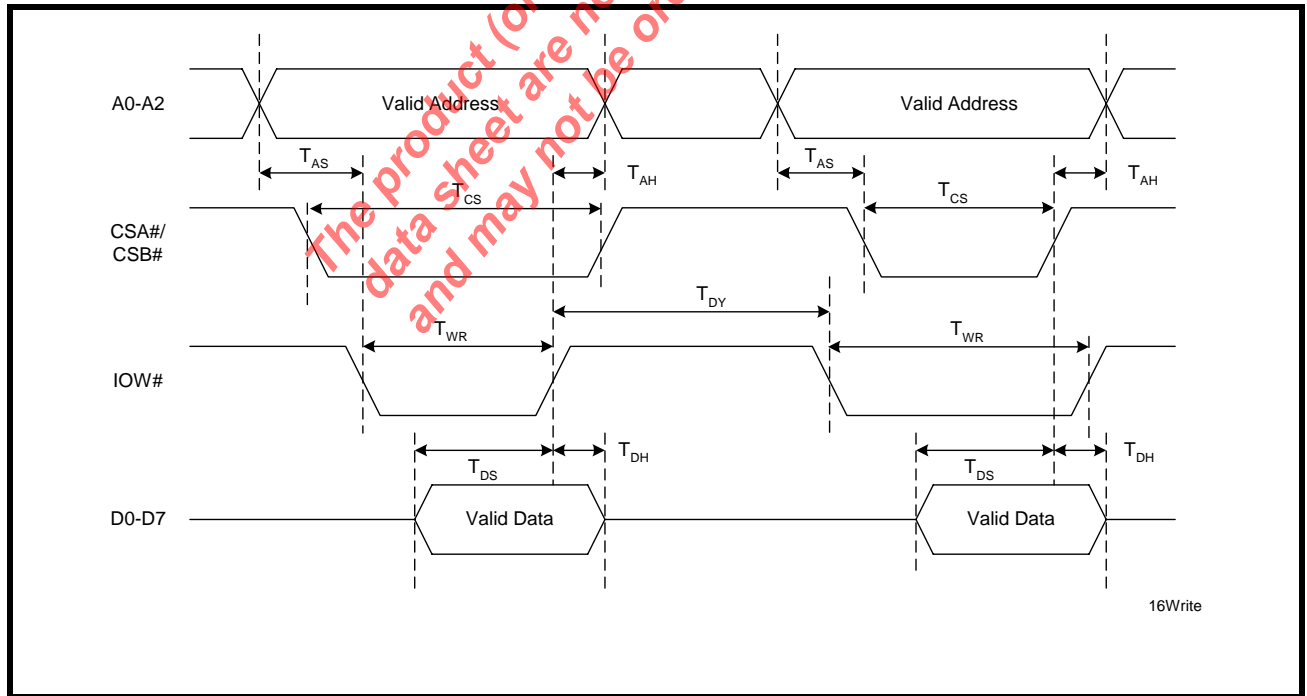 The product (or
data sheet are no
and may not be or
A0-A2
Valid Address
Valid Address
TAS
TAH
TAS
TAH
TCS
TCS
CSA#/
CSB#
TDY
TWR
TWR
IOW#
TDS
TDH
TDS
TDH
D0-D7
Valid Data
Valid Data
16Write